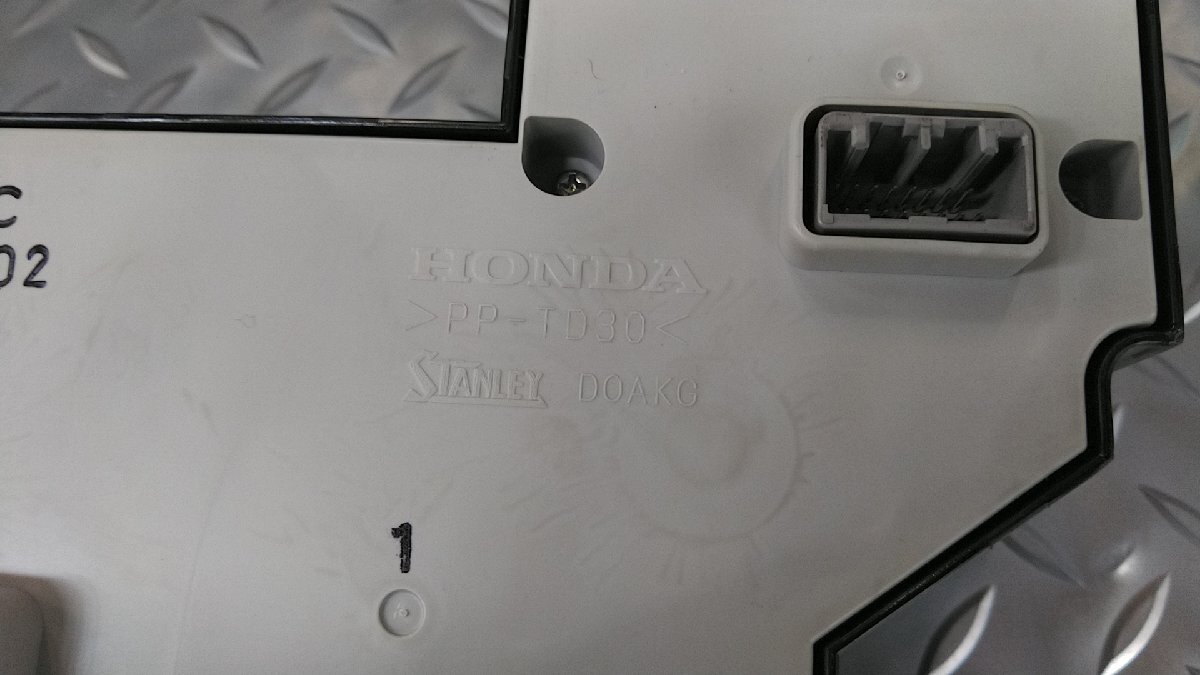 C
02
HONDA
>PP-TD30<
STANLEY D0AKG
1